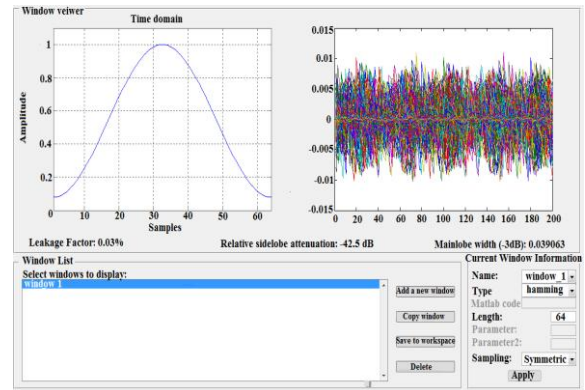 Window veiwer
Time domain
1
0.8
0.6
0.4
0.2
Amplitude
0 10 20 30 40 50 60
Samples
0.015
0.01
0.005
0
-0.005
-0.01
-0.015
0 20 40 60 80 100 120 140 160 180 200
Leakage Factor: 0.03% Relative sidelobe attenuation: -42.5 dB Mainlobe width (-3dB): 0.039063
Window List
Select windows to display:
window 1
Add a new window
Copy window
Save to workspace
Delete
Current Window Information
Name: window_1
Type hamming
Matlab code
Length: 64
Parameter:
Parameter2:
Sampling: Symmetric
Apply